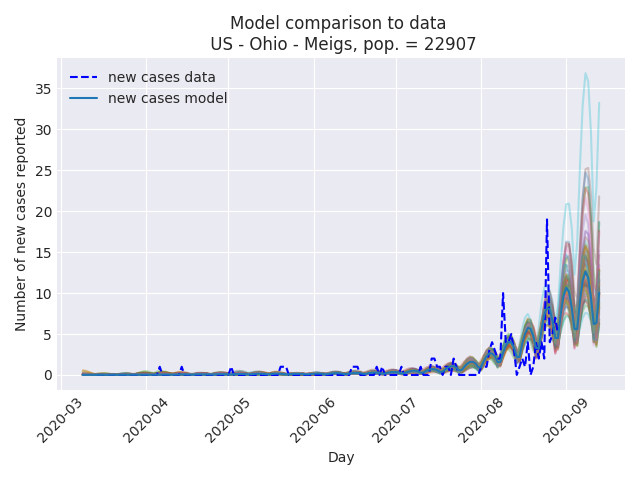 Model comparison to data
US - Ohio - Meigs, pop. = 22907
new cases data
new cases model
Number of new cases reported
35
30
25
20
15
10
5
0
2020-03
2020-04
2020-05
2020-06
2020-07
2020-08
2020-09
Day